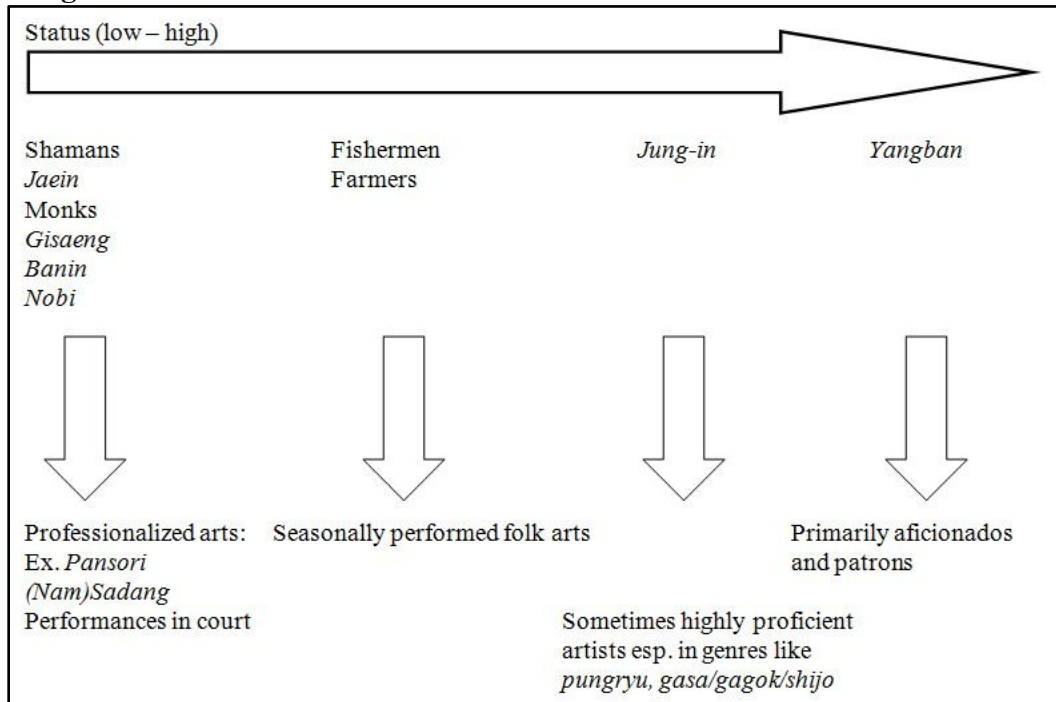 Status (low – high)
Shamans
Jaein
Monks
Gisaeng
Banin
Nobi
Fishermen
Farmers
Jung-in
Yangban
Professionalized arts:
Ex. Pansori
(Nam)Sadang
Performances in court
Seasonally performed folk arts
Sometimes highly proficient
artists esp. in genres like
pungryu, gasa/gagok/shijo
Primarily aficionados
and patrons